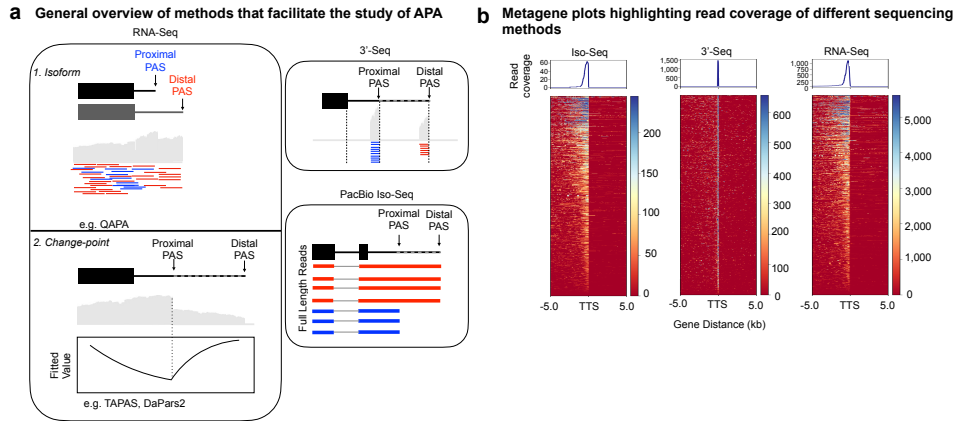 a General overview of methods that facilitate the study of APA
RNA-Seq
1. Isoform
Proximal
PAS
Distal
PAS
e.g. QAPA
2. Change-point
Proximal
PAS
Distal
PAS
Fitted
Value
e.g. TAPAS, DaPars2
3'-Seq
Proximal
PAS
Distal
PAS
PacBio Iso-Seq
Proximal
PAS
Distal
PAS
Full Length Reads
b Metagene plots highlighting read coverage of different sequencing
methods
Iso-Seq
3'-Seq
RNA-Seq
Read
coverage
60
40
20
0
1,500
1,000
500
0
1,000
750
500
250
0
200
150
100
50
0
600
500
400
300
200
100
0
5,000
4,000
3,000
2,000
1,000
0
-5.0 TTS 5.0
-5.0 TTS 5.0
-5.0 TTS 5.0
Gene Distance (kb)